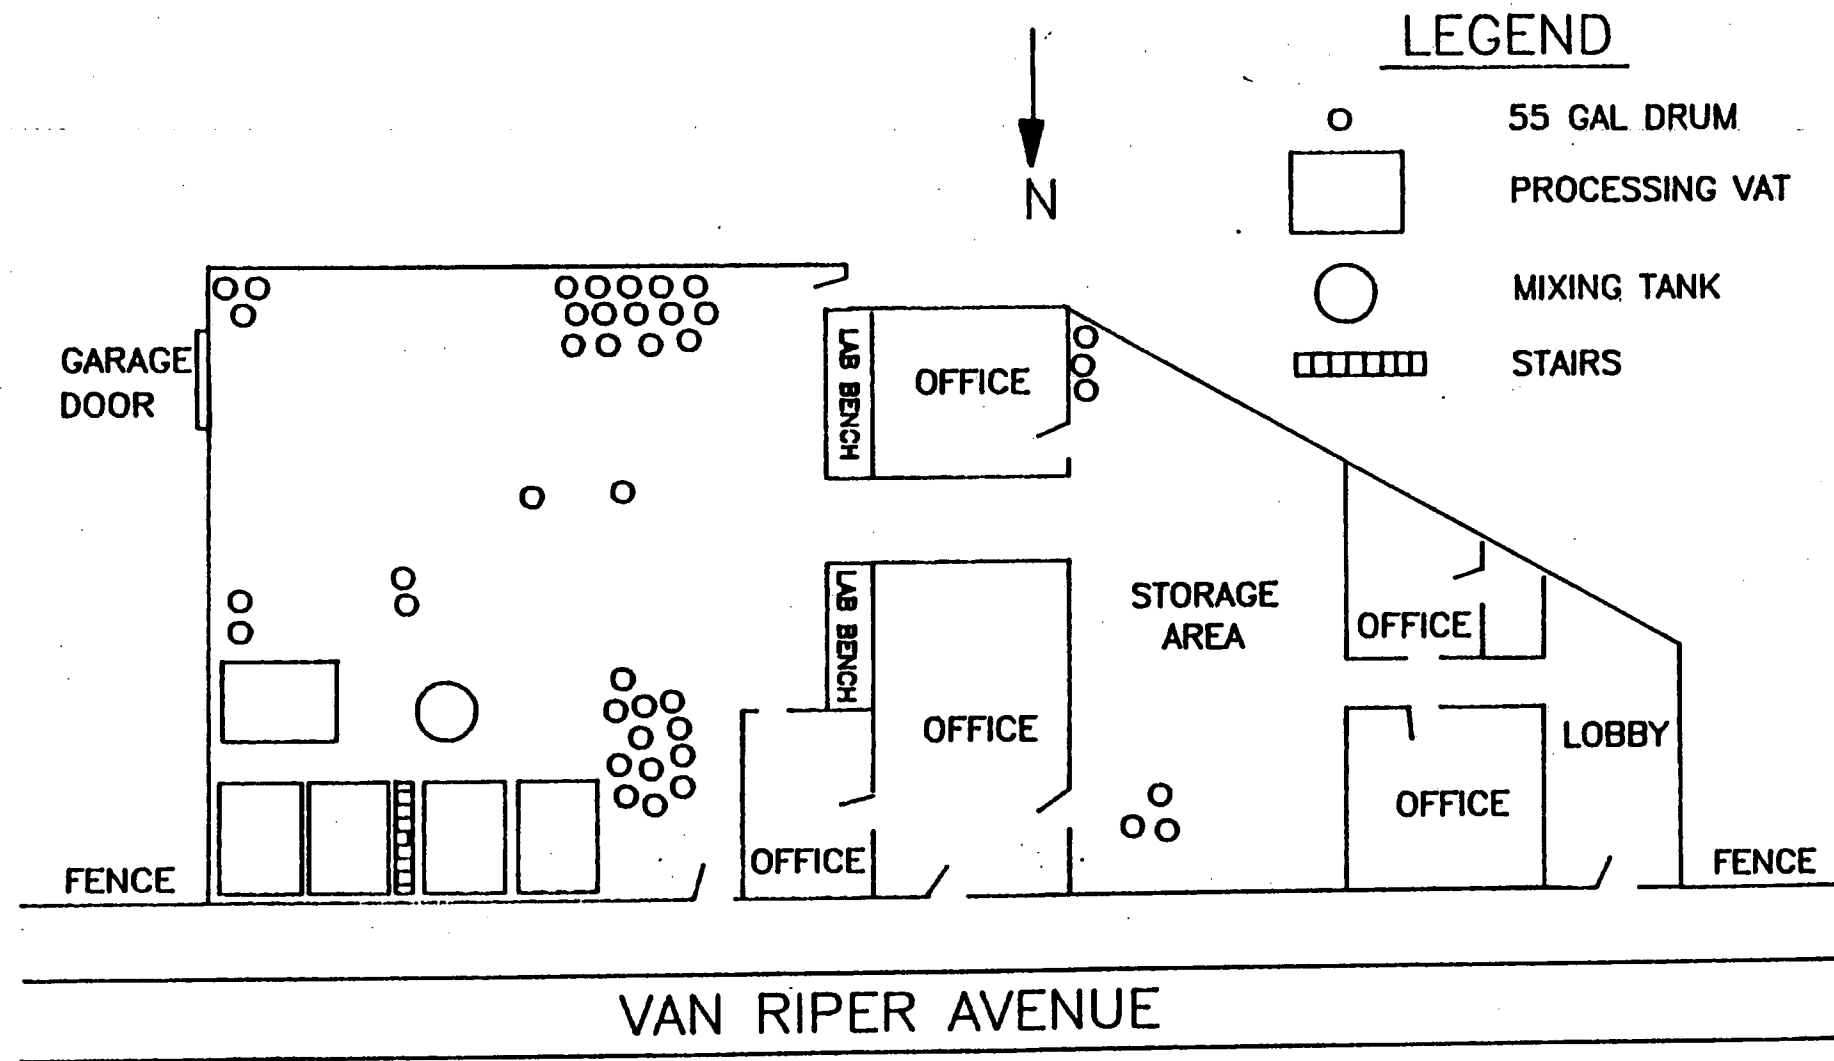 LEGEND
55 GAL DRUM
PROCESSING VAT
MIXING TANK
STAIRS
N
GARAGE
DOOR
LAB BENCH
OFFICE
LAB BENCH
STORAGE
AREA
OFFICE
OFFICE
LOBBY
OFFICE
OFFICE
FENCE
FENCE
VAN RIPER AVENUE